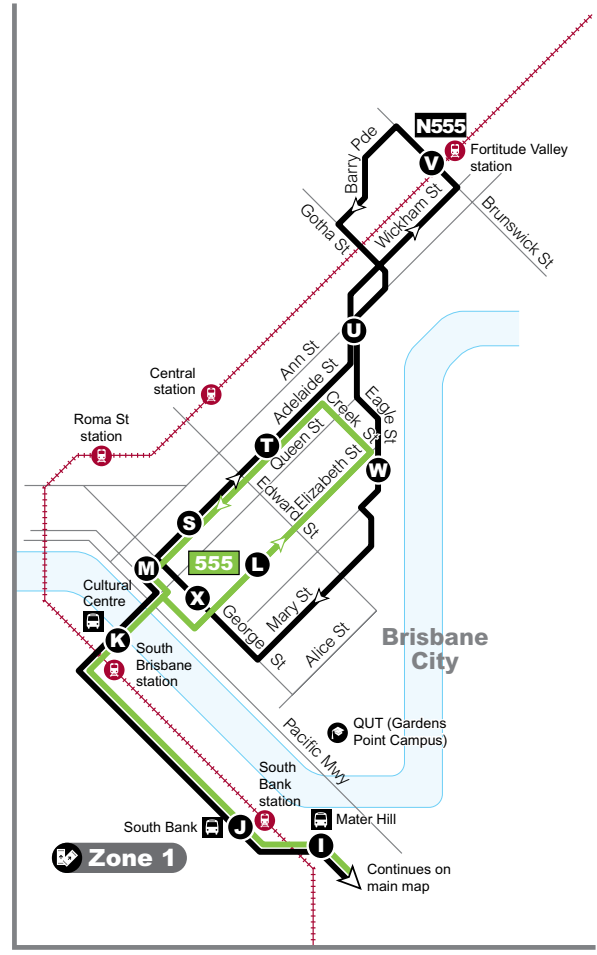 N555
Fortitude Valley
station
V
Barry Pde
Wickham St
Gotha St
Brunswick St
U
Ann St
Adelaide St
Central
station
Eagle St
Creek St
Roma St
station
T
Queen St
Elizabeth St
W
Edward St
S
M
555
L
X
Cultural
Centre
George St
Mary St
Alice St
K
South
Brisbane
station
Brisbane
City
Pacific Mwy
QUT (Gardens
Point Campus)
South
Bank
station
South Bank
J
Mater Hill
I
Zone 1
Continues on
main map